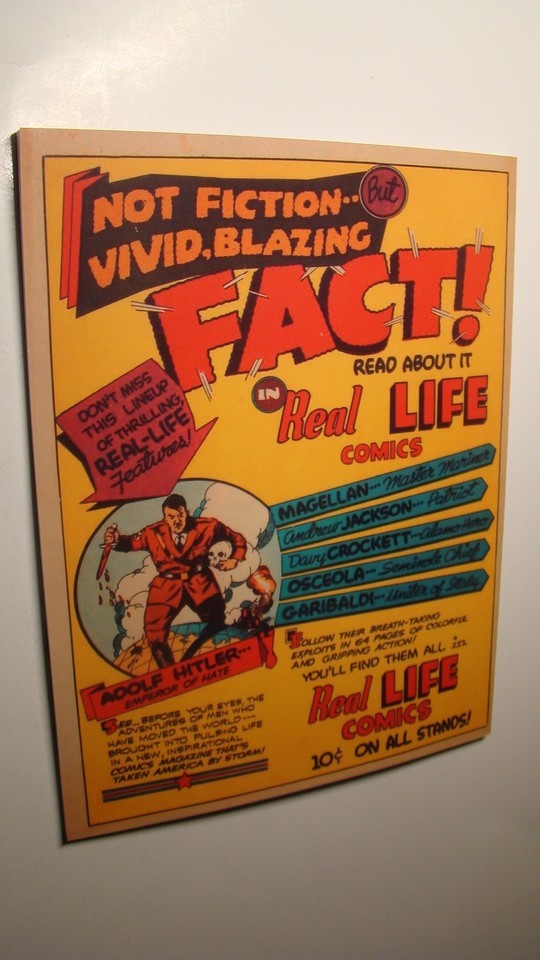 NOT FICTION.. But
VIVID, BLAZING
FACT!
READ ABOUT IT
IN Real LIFE
COMICS
DON'T MISS
THIS LINEUP
OF THRILLING
REAL-LIFE
Features!
MAGELLAN... Master Mariner
Andrew JACKSON... Patriot
Davy CROCKETT... Alamo Hero
OSCEOLA... Seminole Chief
GARIBALDI... Uniter of Italy
ADOLF HITLER...
EMPEROR OF HATE
FOLLOW THEIR BREATH-TAKING
EXPLOITS IN 64 PAGES OF COLORFUL
AND GRIPPING ACTION!
YOU'LL FIND THEM ALL in
Real LIFE
COMICS
10¢ ON ALL STANDS!
SEE... BEFORE YOUR EYES, THE
ADVENTURES OF MEN WHO
HAVE MOVED THE WORLD---
BROUGHT INTO PULSING LIFE
IN A NEW, INSPIRATIONAL
COMICS MAGAZINE THAT'S
TAKEN AMERICA BY STORM!